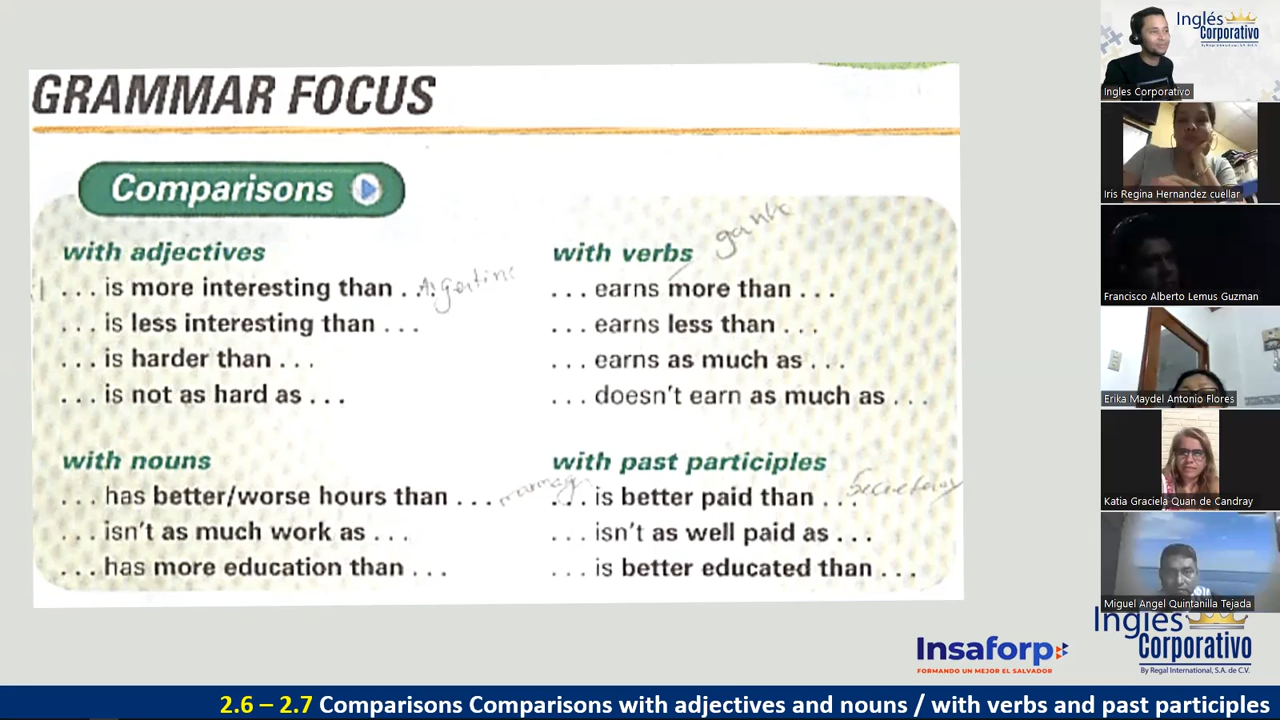 GRAMMAR FOCUS
Comparisons
with adjectives
. . . is more interesting than . . .
. . . is less interesting than . . .
. . . is harder than . . .
. . . is not as hard as . . .
with verbs
. . . earns more than . . .
. . . earns less than . . .
. . . earns as much as . . .
. . . doesn't earn as much as . . .
with nouns
. . . has better/worse hours than . . .
. . . isn't as much work as . . .
. . . has more education than . . .
with past participles
. . . is better paid than . . .
. . . isn't as well paid as . . .
. . . is better educated than . . .
Inglés
Corporativo
Ingles Corporativo
Iris Regina Hernandez cuellar
Francisco Alberto Lemus Guzman
Erika Maydel Antonio Flores
Katia Graciela Quan de Candray
Miguel Angel Quintanilla Tejada
Insaforp
FORMANDO UN MEJOR EL SALVADOR
Inglés
Corporativo
By Regal International, S.A. de C.V.
2.6 – 2.7 Comparisons Comparisons with adjectives and nouns / with verbs and past participles